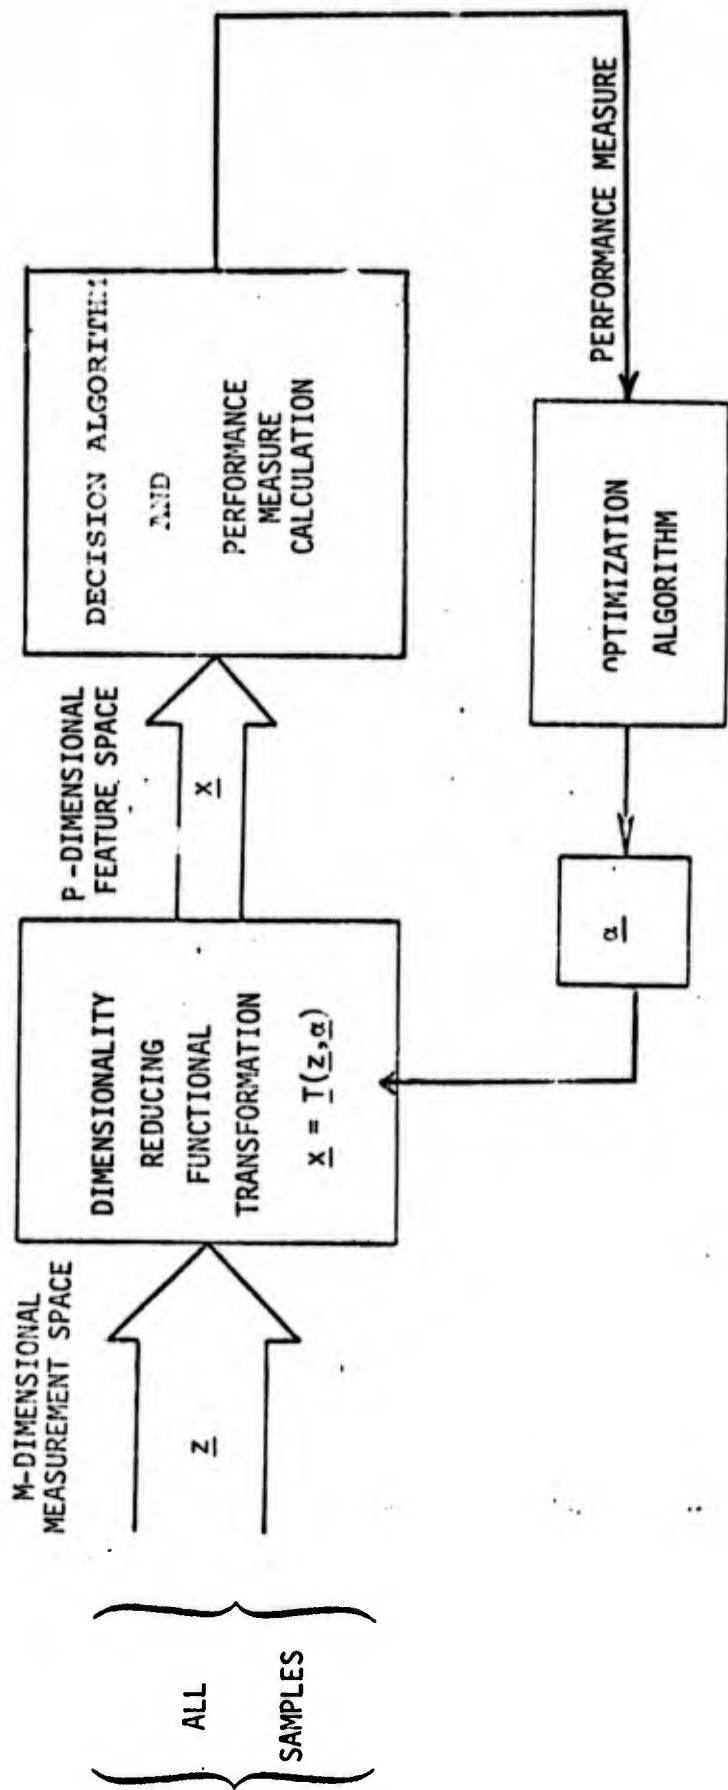 ALL
SAMPLES
M-DIMENSIONAL
MEASUREMENT SPACE
z
DIMENSIONALITY
REDUCING
FUNCTIONAL
TRANSFORMATION
x = T(z,α)
P-DIMENSIONAL
FEATURE SPACE
x
DECISION ALGORITHM
AND
PERFORMANCE
MEASURE
CALCULATION
PERFORMANCE MEASURE
OPTIMIZATION
ALGORITHM
α